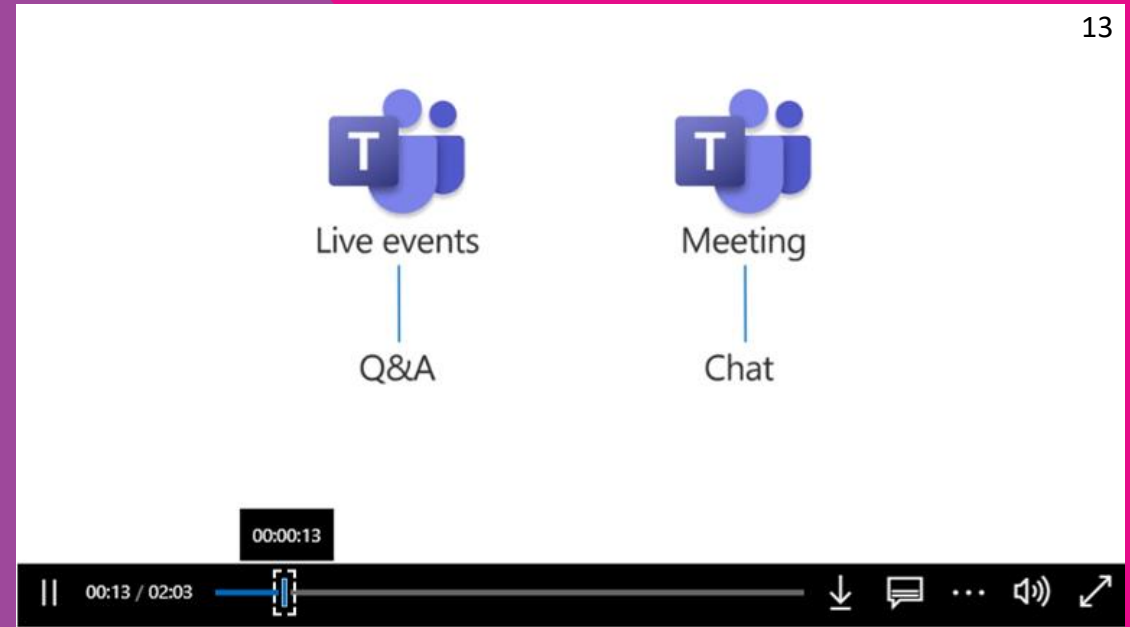 13
T T
Live events Meeting
Q&A Chat
00:00:13
00:13 / 02:03